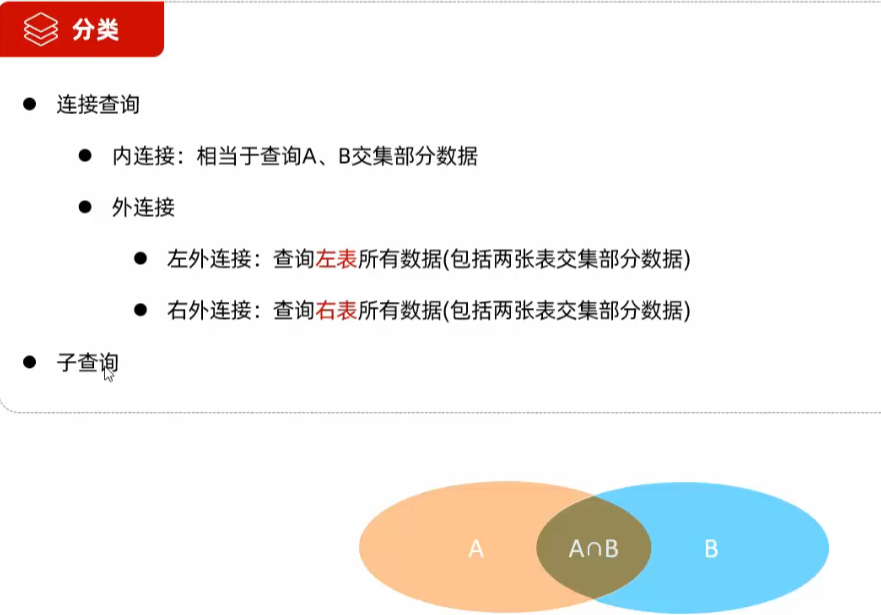 分类
连接查询
内连接：相当于查询A、B交集部分数据
外连接
左外连接：查询左表所有数据(包括两张表交集部分数据)
右外连接：查询右表所有数据(包括两张表交集部分数据)
子查询
A
A∩B
B